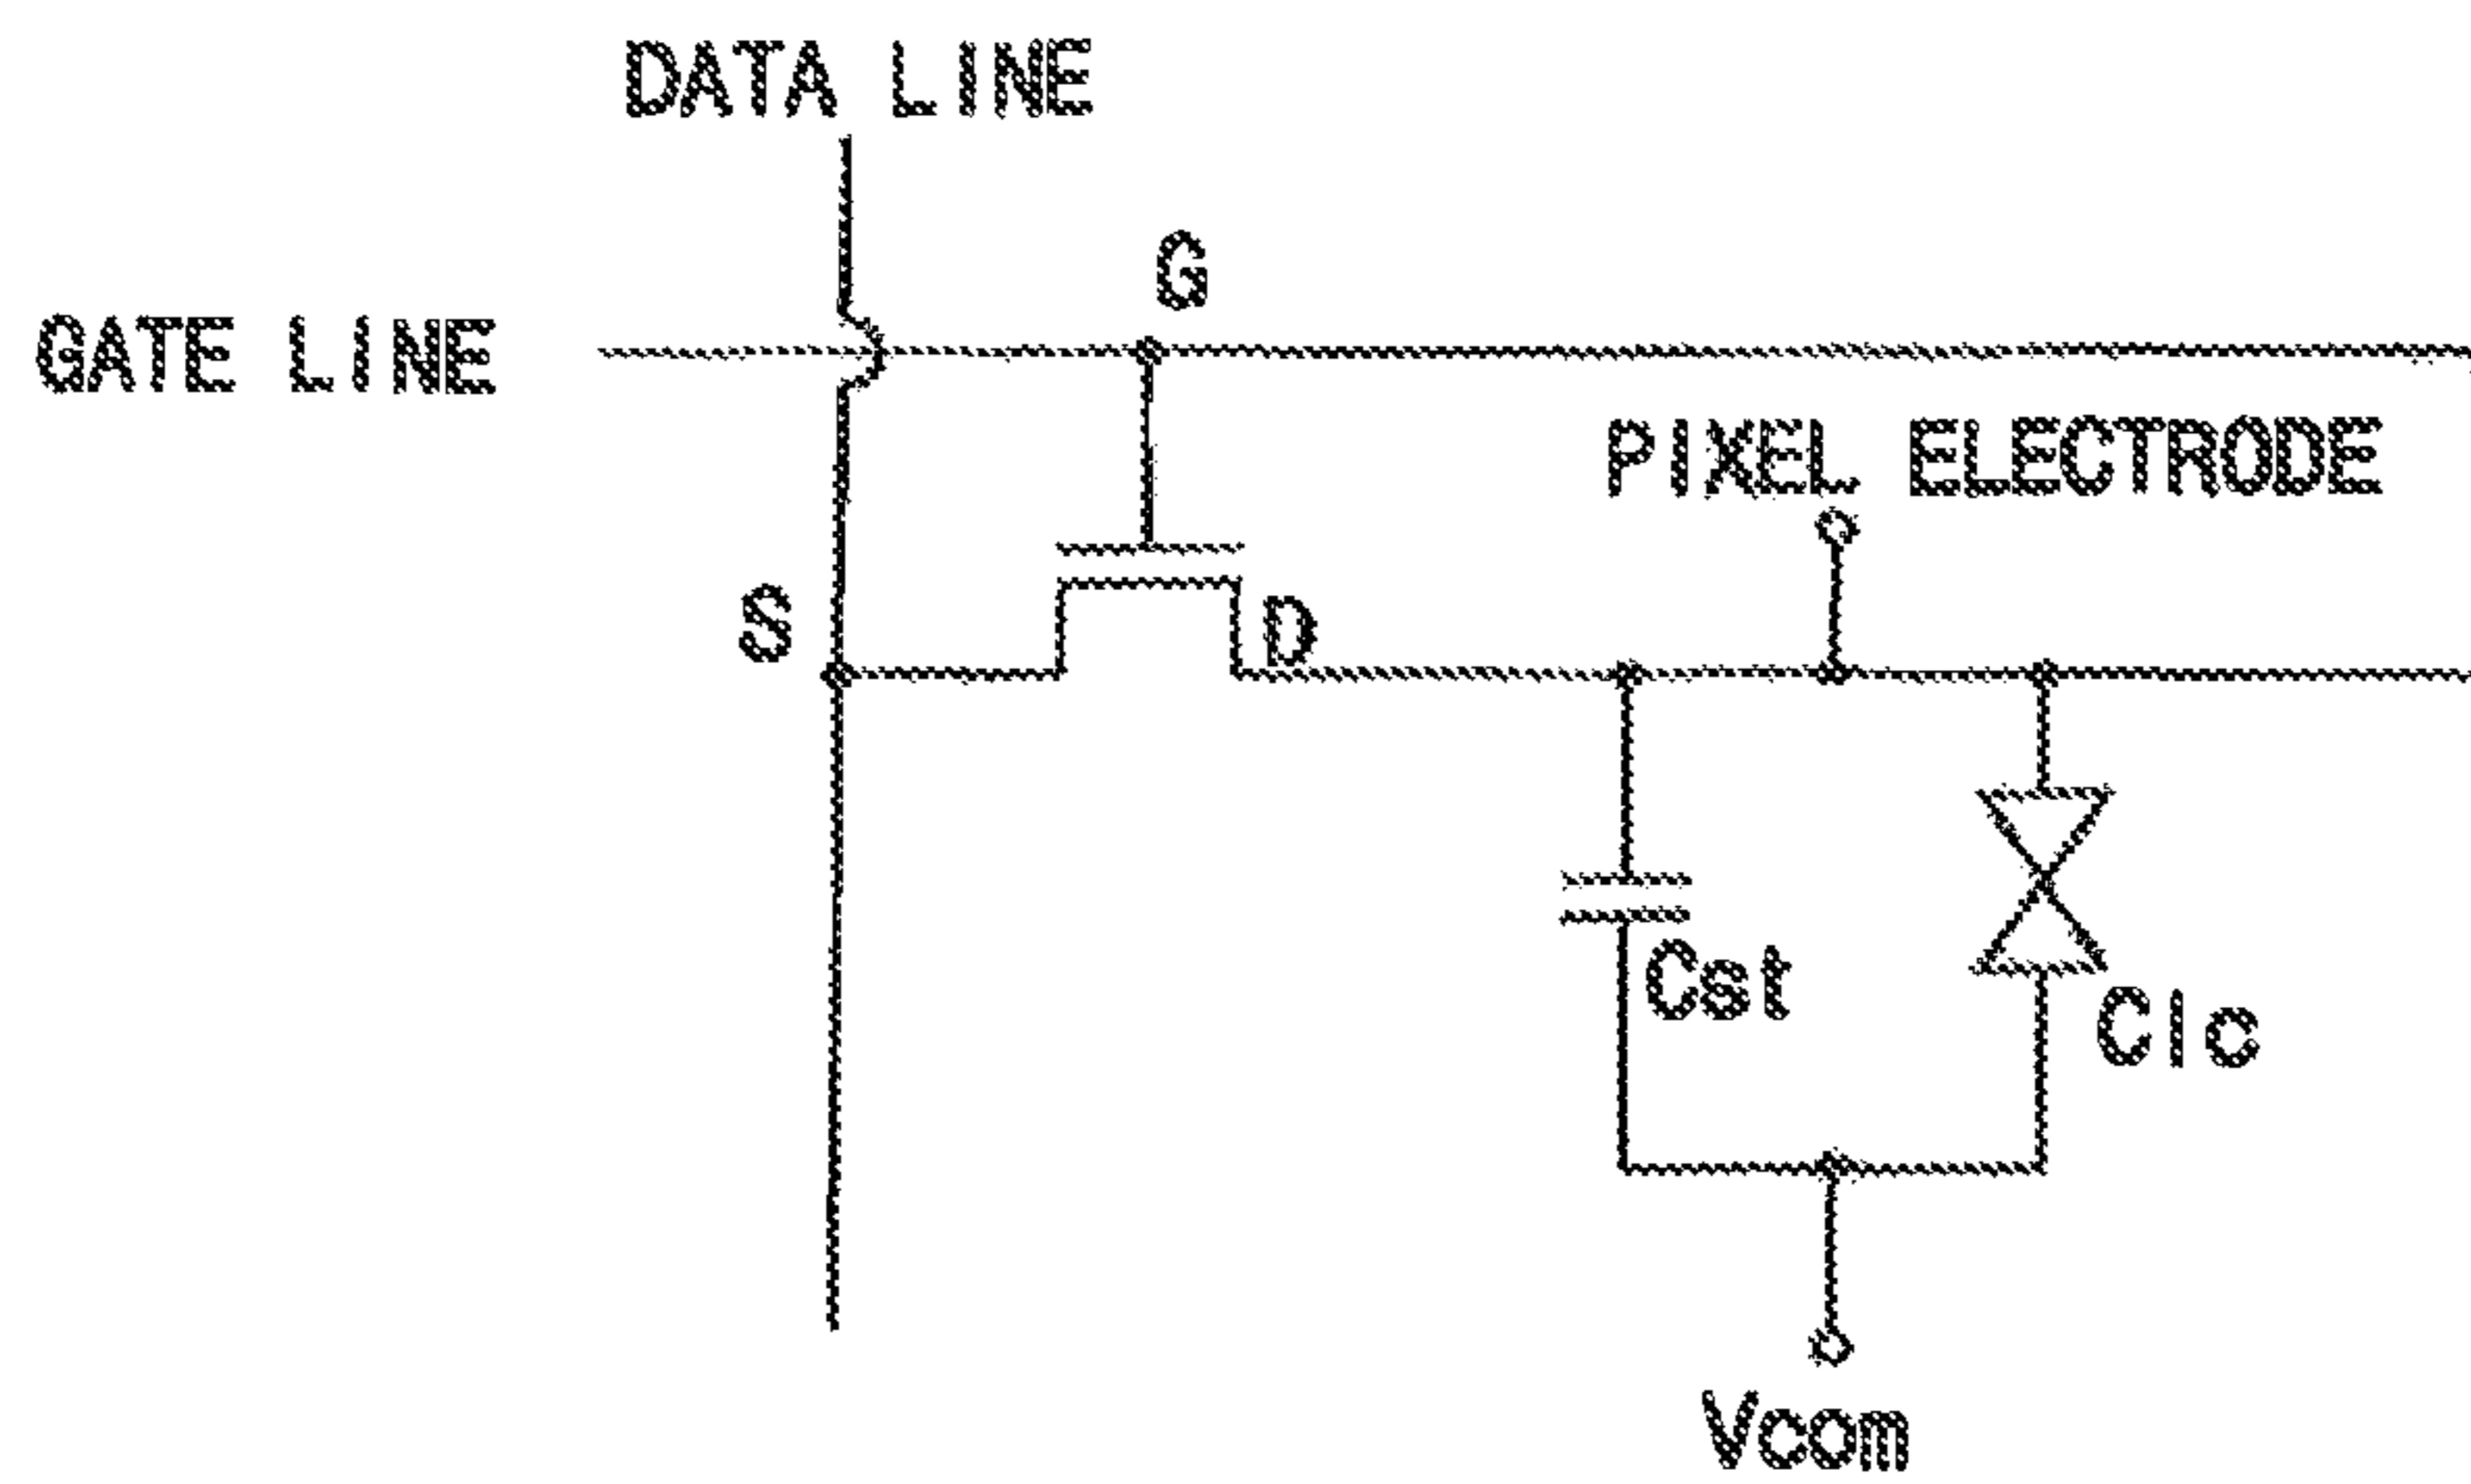 DATA LINE
G
GATE LINE
PIXEL ELECTRODE
S
D
Cst
Clc
Vcom